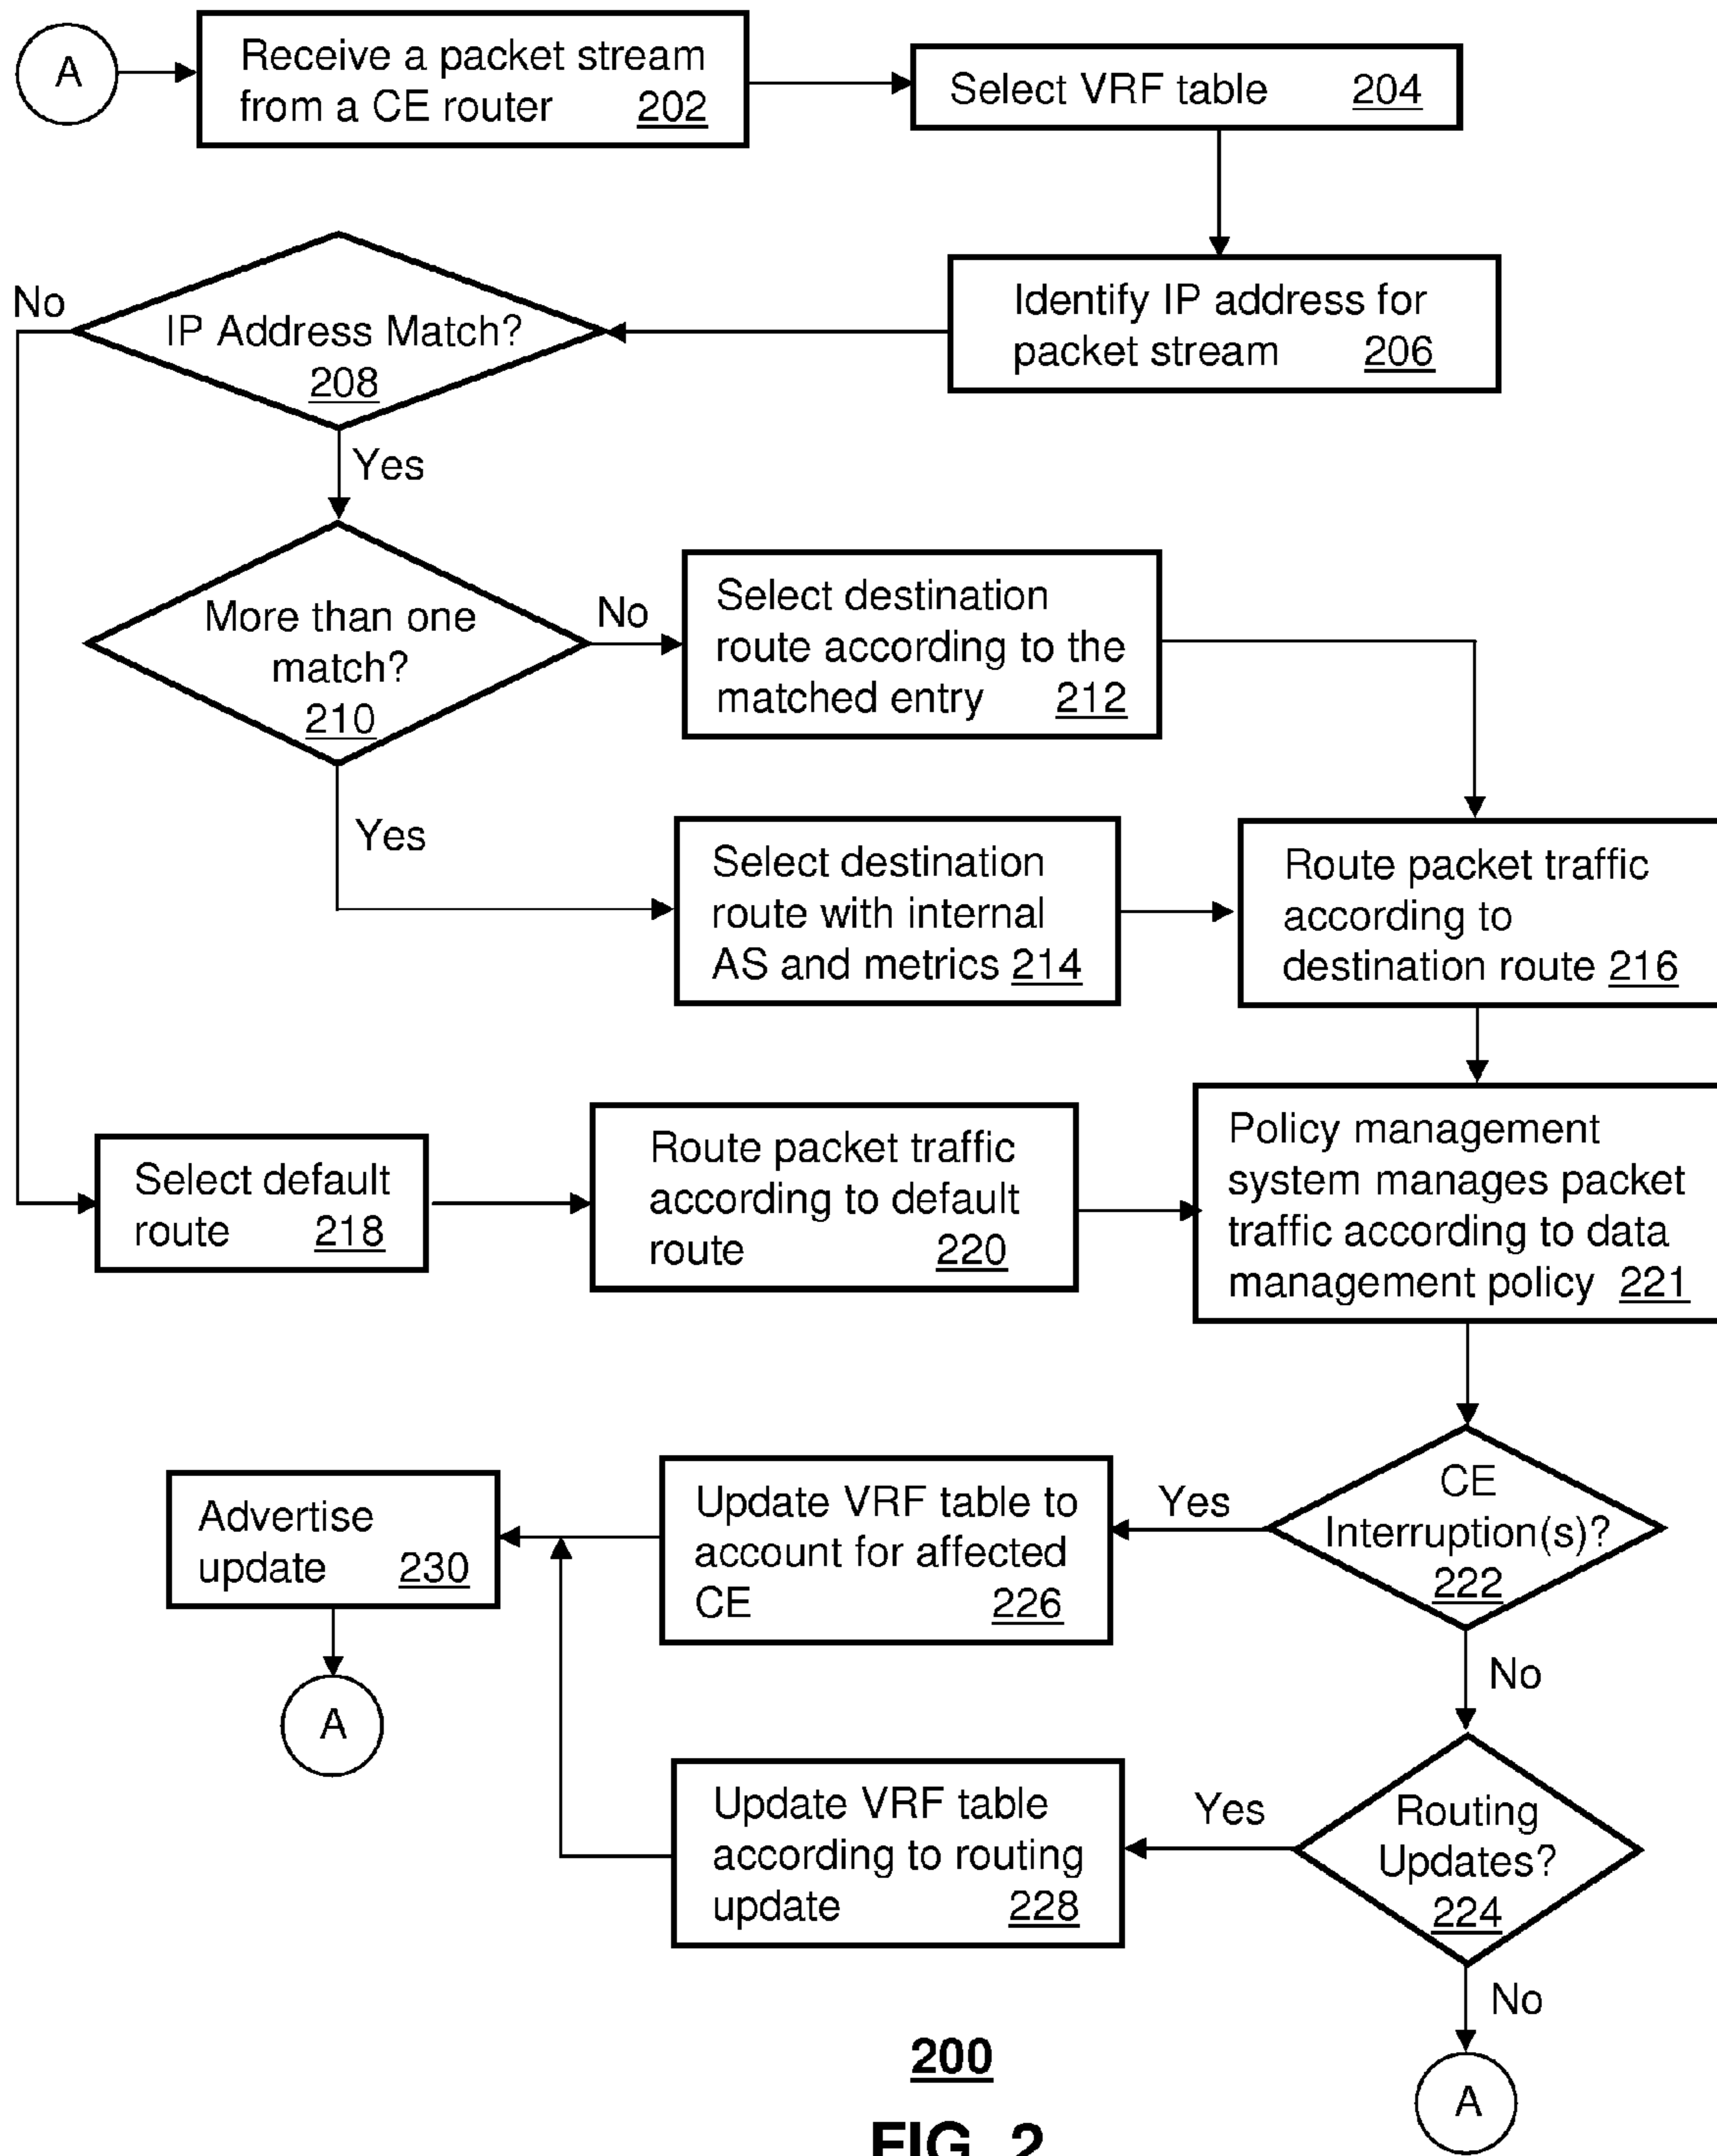 A
Receive a packet stream
from a CE router 202
Select VRF table 204
Identify IP address for
packet stream 206
No
IP Address Match?
208
Yes
More than one
match?
210
No
Select destination
route according to the
matched entry 212
Yes
Select destination
route with internal
AS and metrics 214
Route packet traffic
according to
destination route 216
Select default
route 218
Route packet traffic
according to default
route 220
Policy management
system manages packet
traffic according to data
management policy 221
CE
Interruption(s)?
222
Yes
Update VRF table to
account for affected
CE 226
Advertise
update 230
A
No
Routing
Updates?
224
Yes
Update VRF table
according to routing
update 228
No
A
200
FIG. 2